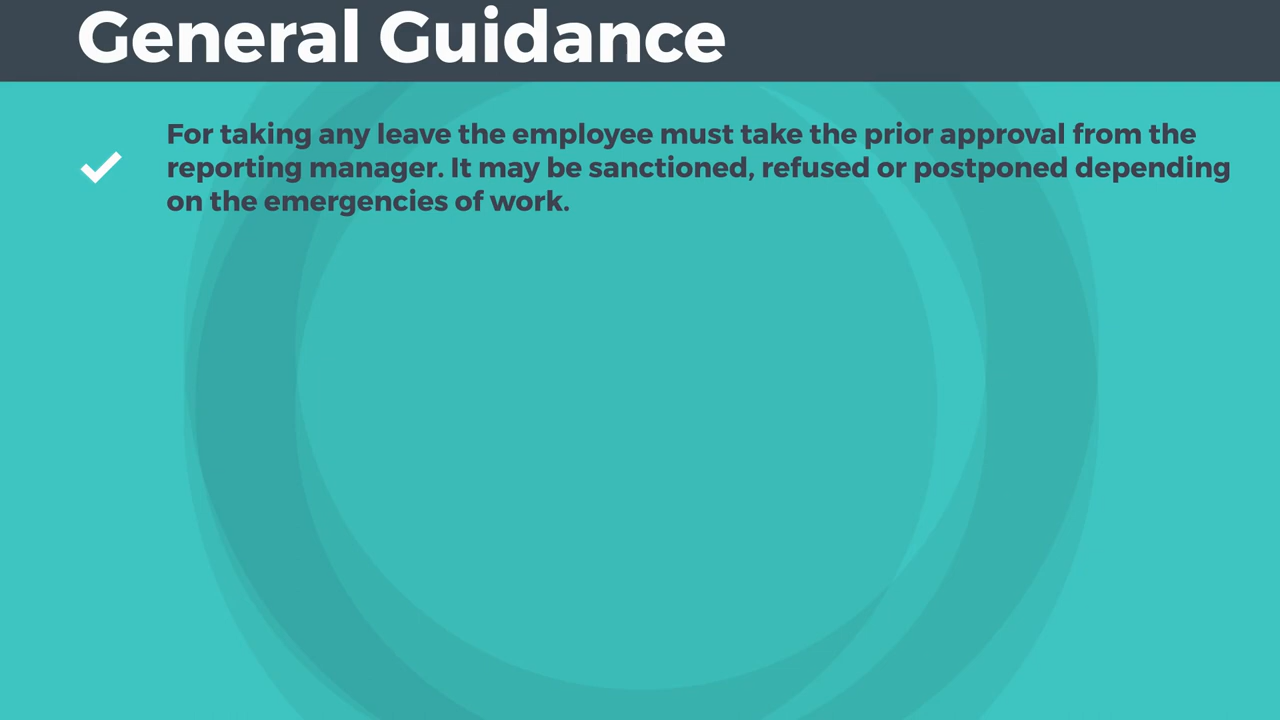 General Guidance
For taking any leave the employee must take the prior approval from the
reporting manager. It may be sanctioned, refused or postponed depending
on the emergencies of work.